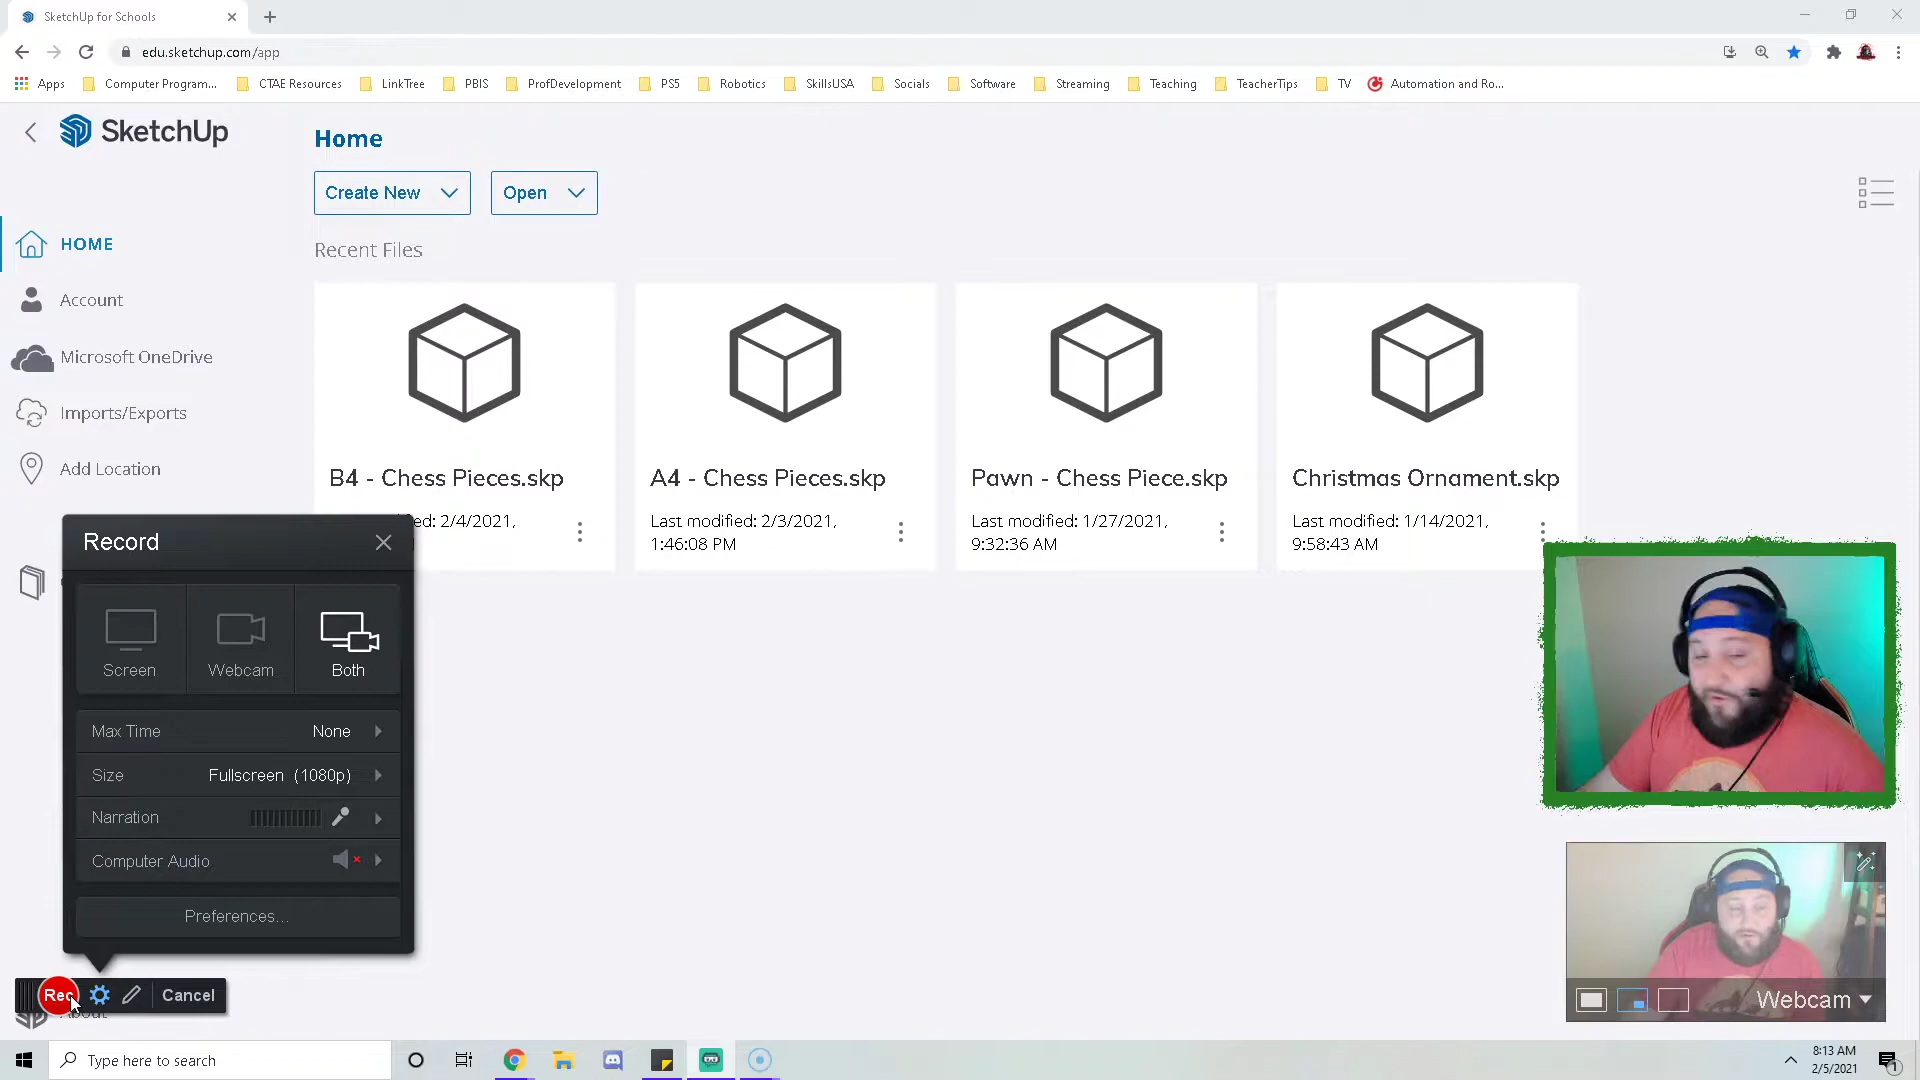 SketchUp for Schools
edu.sketchup.com/app
Apps
Computer Program...
CTAE Resources
LinkTree
PBIS
ProfDevelopment
PS5
Robotics
SkillsUSA
Socials
Software
Streaming
Teaching
TeacherTips
TV
Automation and Ro...
SketchUp
Home
Create New
Open
Recent Files
HOME
Account
Microsoft OneDrive
Imports/Exports
Add Location
B4 - Chess Pieces.skp
ed: 2/4/2021,
A4 - Chess Pieces.skp
Last modified: 2/3/2021,
1:46:08 PM
Pawn - Chess Piece.skp
Last modified: 1/27/2021,
9:32:36 AM
Christmas Ornament.skp
Last modified: 1/14/2021,
9:58:43 AM
Record
Screen
Webcam
Both
Max Time None
Size Fullscreen (1080p)
Narration
Computer Audio
Preferences...
Rec
Cancel
About
Webcam
Type here to search
8:13 AM
2/5/2021
1